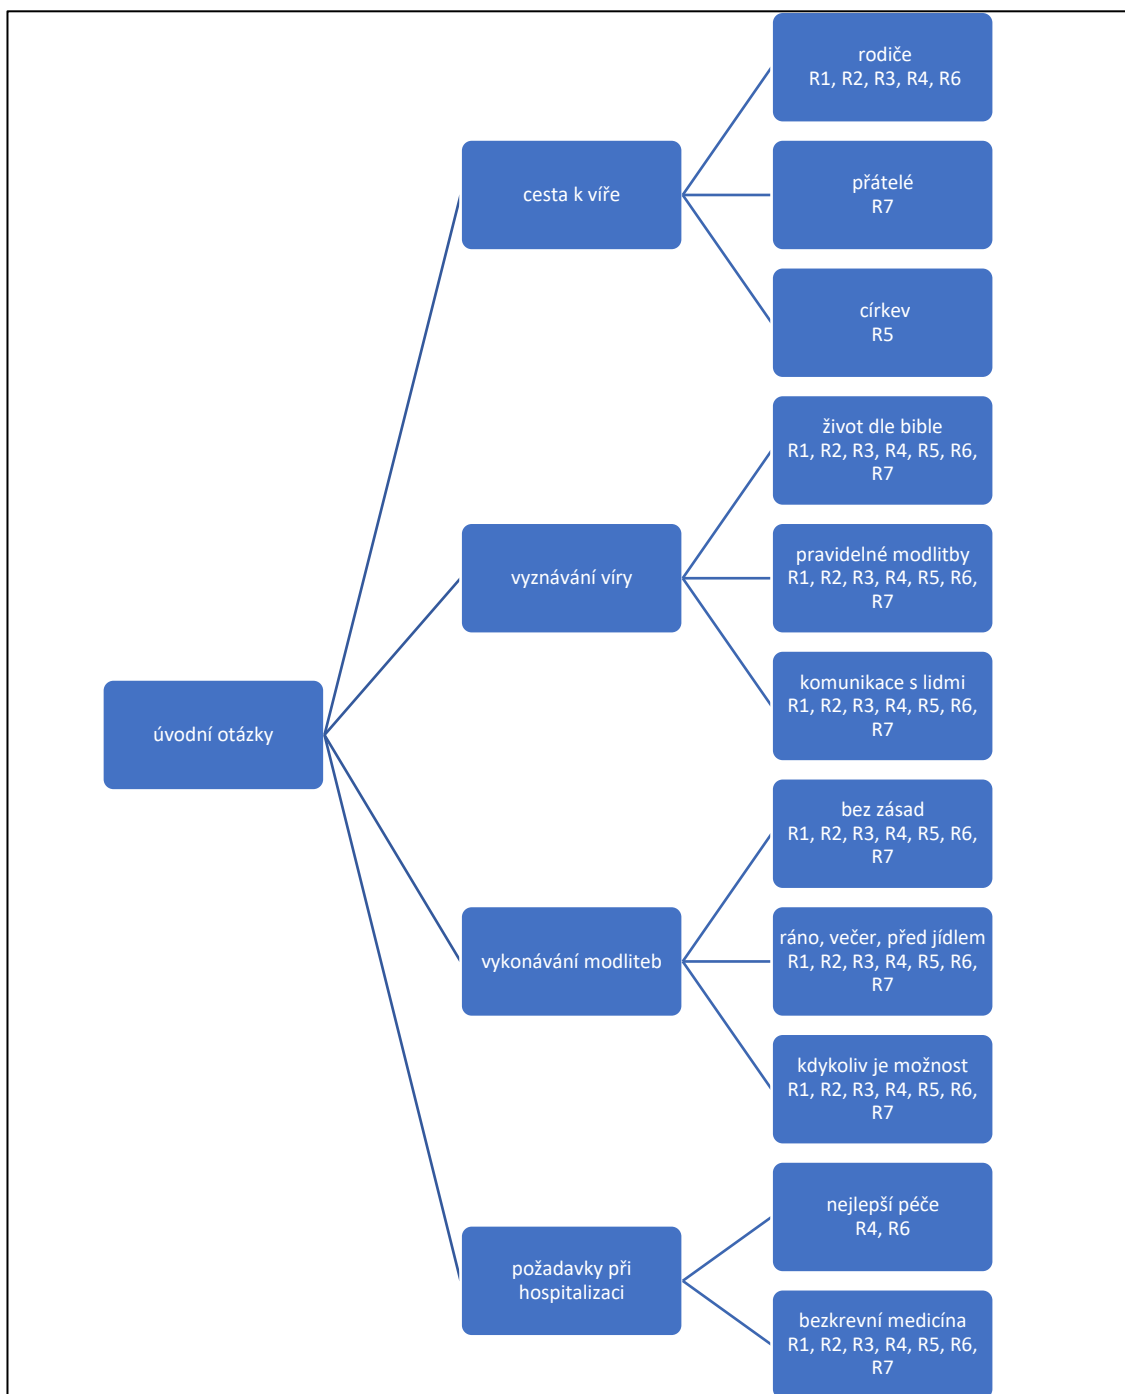 úvodní otázky
cesta k víře
rodiče
R1, R2, R3, R4, R6
přátelé
R7
církev
R5
vyznávání víry
život dle bible
R1, R2, R3, R4, R5, R6,
R7
pravidelné modlitby
R1, R2, R3, R4, R5, R6,
R7
komunikace s lidmi
R1, R2, R3, R4, R5, R6,
R7
vykonávání modliteb
bez zásad
R1, R2, R3, R4, R5, R6,
R7
ráno, večer, před jídlem
R1, R2, R3, R4, R5, R6,
R7
kdykoliv je možnost
R1, R2, R3, R4, R5, R6,
R7
požadavky při
hospitalizaci
nejlepší péče
R4, R6
bezkrevní medicína
R1, R2, R3, R4, R5, R6,
R7